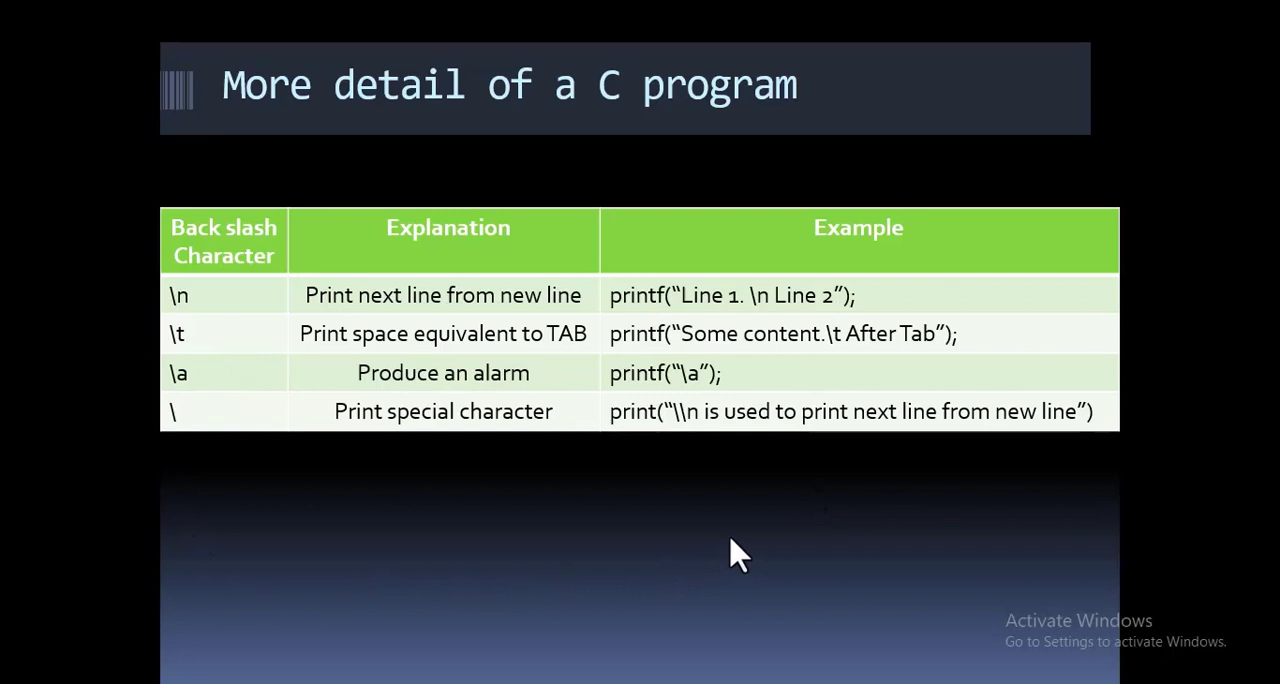 More detail of a C program
Back slash Character	Explanation	Example
\n	Print next line from new line	printf(“Line 1. \n Line 2”);
\t	Print space equivalent to TAB	printf(“Some content.\t After Tab”);
\a	Produce an alarm	printf(“\a”);
\	Print special character	print(“\\n is used to print next line from new line”)
Activate Windows
Go to Settings to activate Windows.